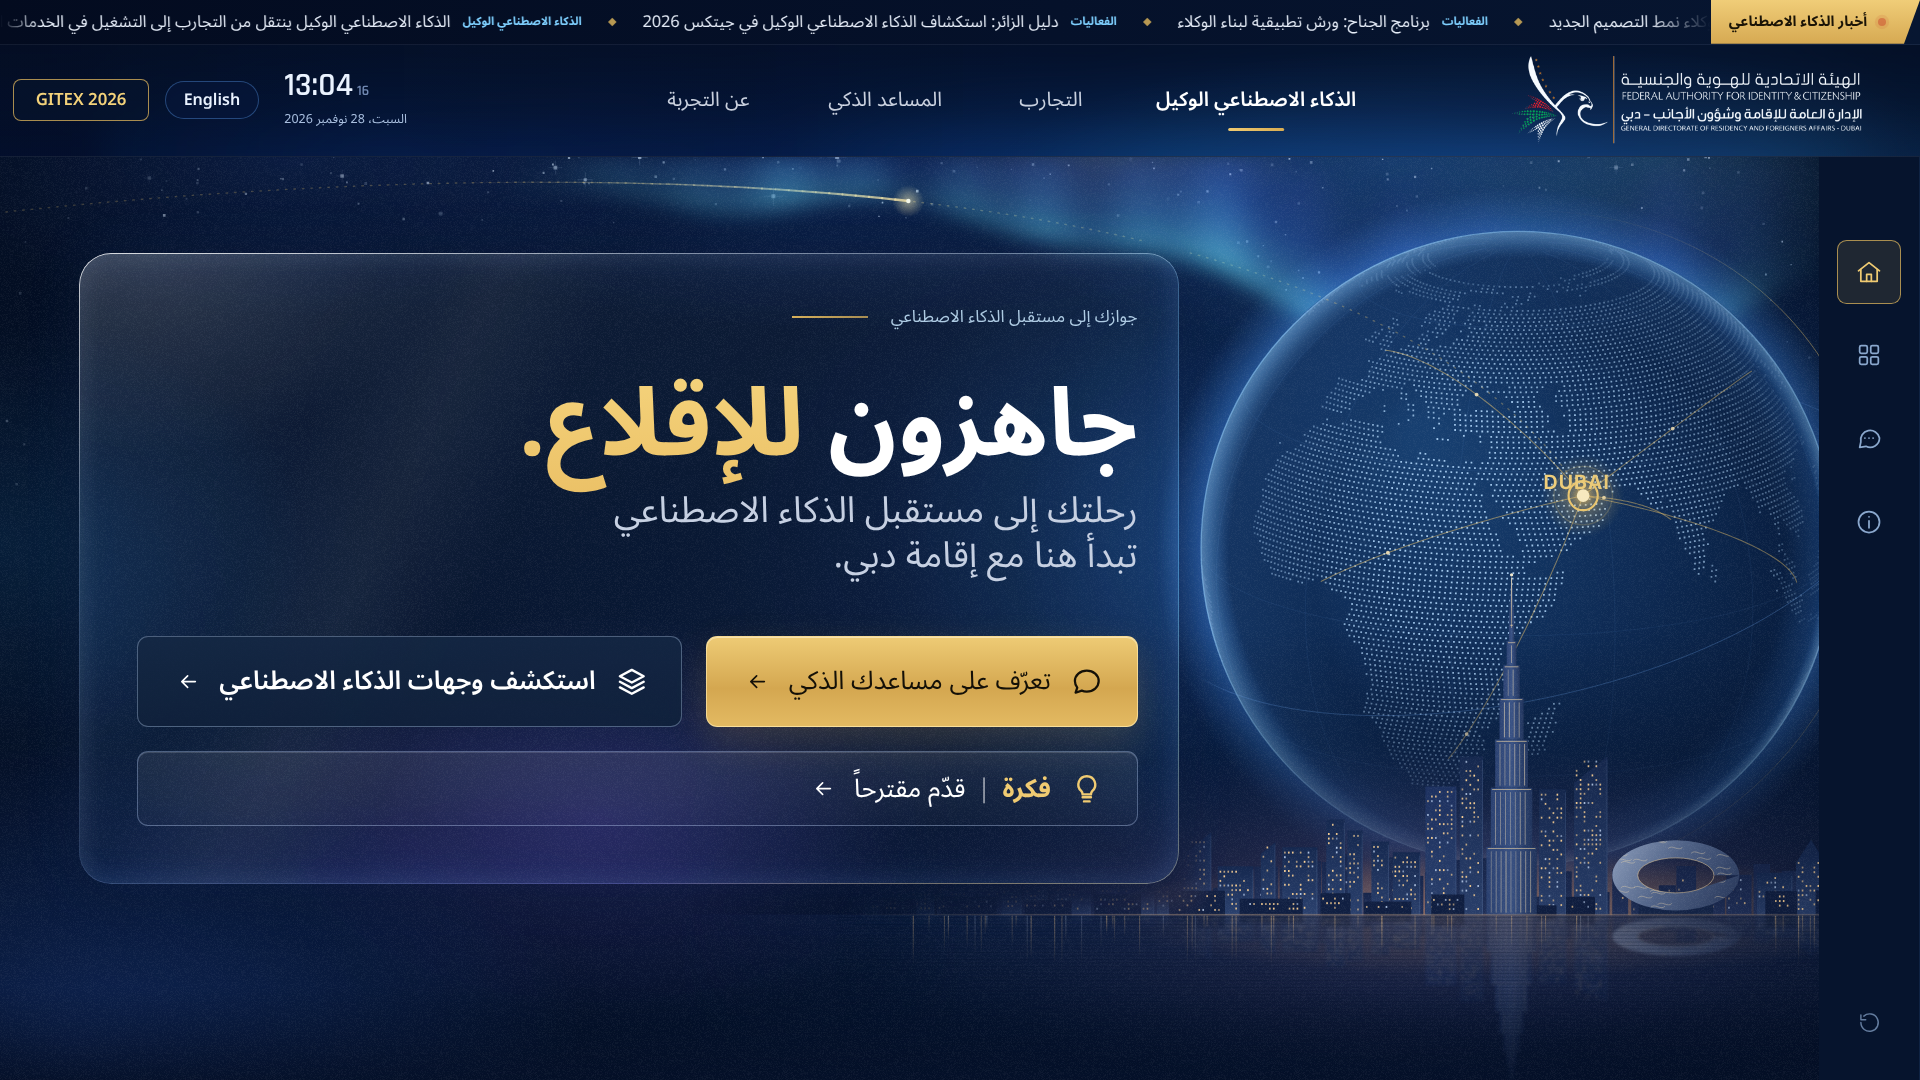 أخبار الذكاء الاصطناعي
نمط التصميم الجديد
الفعاليات برنامج الجناح: ورش تطبيقية لبناء الوكلاء
الفعاليات دليل الزائر: استكشاف الذكاء الاصطناعي الوكيل في جيتكس 2026
الذكاء الاصطناعي الوكيل الذكاء الاصطناعي الوكيل ينتقل من التجارب إلى التشغيل في الخدمات
الهيئة الاتحادية للهوية والجنسية
FEDERAL AUTHORITY FOR IDENTITY & CITIZENSHIP
الإدارة العامة للإقامة وشؤون الأجانب - دبي
GENERAL DIRECTORATE OF RESIDENCY AND FOREIGNERS AFFAIRS - DUBAI
الذكاء الاصطناعي الوكيل
التجارب
المساعد الذكي
عن التجربة
13:04 16
السبت، 28 نوفمبر 2026
English
GITEX 2026
جوازك إلى مستقبل الذكاء الاصطناعي
جاهزون للإقلاع.
رحلتك إلى مستقبل الذكاء الاصطناعي
تبدأ هنا مع إقامة دبي.
تعرّف على مساعدك الذكي
استكشف وجهات الذكاء الاصطناعي
فكرة | قدّم مقترحاً
DUBAI